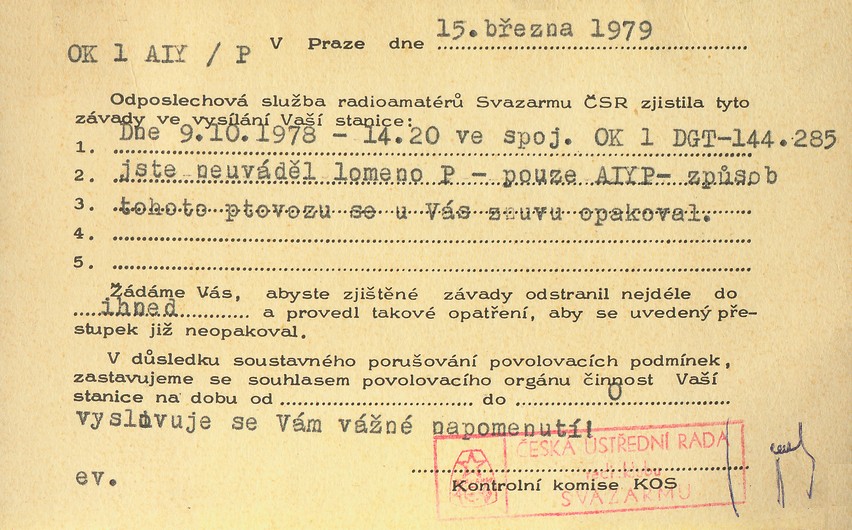 OK 1 AIY / P V Praze dne 15.března 1979
Odposlechová služba radioamatérů Svazarmu ČSR zjistila tyto
závady ve vysílání Vaší stanice:
1. Dne 9.10.1978 - 14.20 ve spoj. OK 1 DGT-144.285
2. jste neuváděl lomeno P - pouze AIYP- způsob
3. tohoto ptovozu se u Vás znuvu opakoval.
4.
5.
Žádáme Vás, abyste zjištěné závady odstranil nejdéle do
ihned a provedl takové opatření, aby se uvedený pře-
stupek již neopakoval.
V důsledku soustavného porušování povolovacích podmínek,
zastavujeme se souhlasem povolovacího orgánu činnost Vaší
stanice na dobu od do 0
vyslovuje se Vám vážné napomenutí!
ČESKÁ ÚSTŘEDNÍ RADA
radioklubu
SVAZARMU
ev.
Kontrolní komise KOS